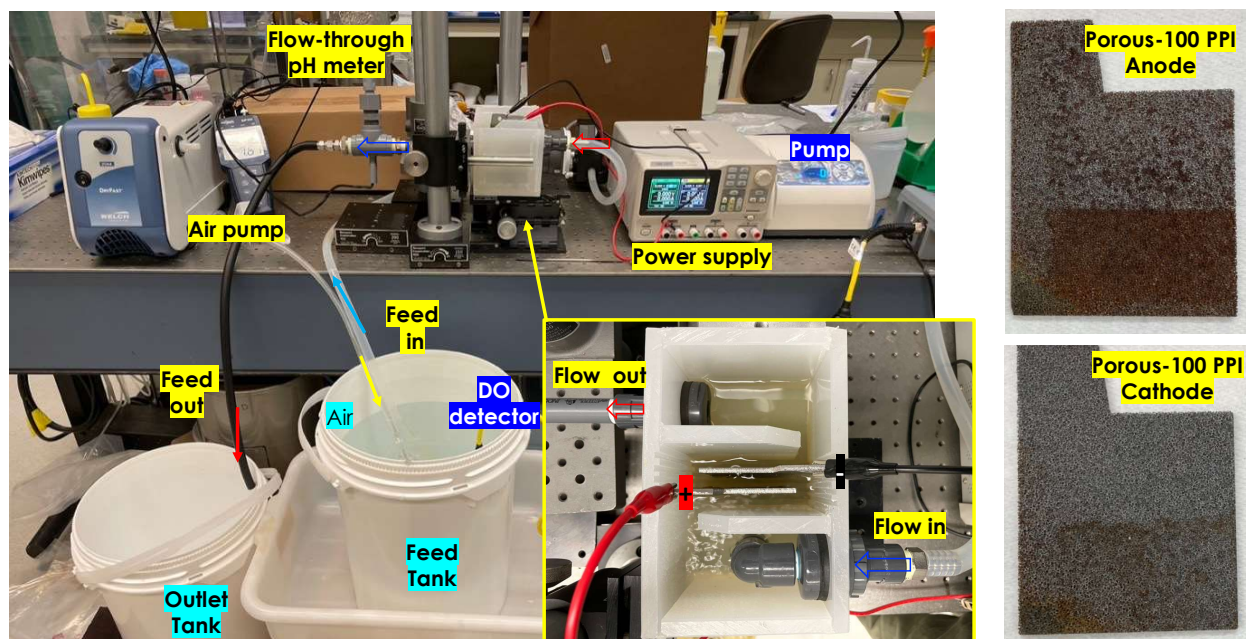 Flow-through
pH meter
Kimwipes
DRYFAST
WELCH
Air pump
Pump
Power supply
Feed
in
Feed
out
Air
DO
detector
Feed
Tank
Outlet
Tank
Flow out
+
-
Flow in
Porous-100 PPI
Anode
Porous-100 PPI
Cathode